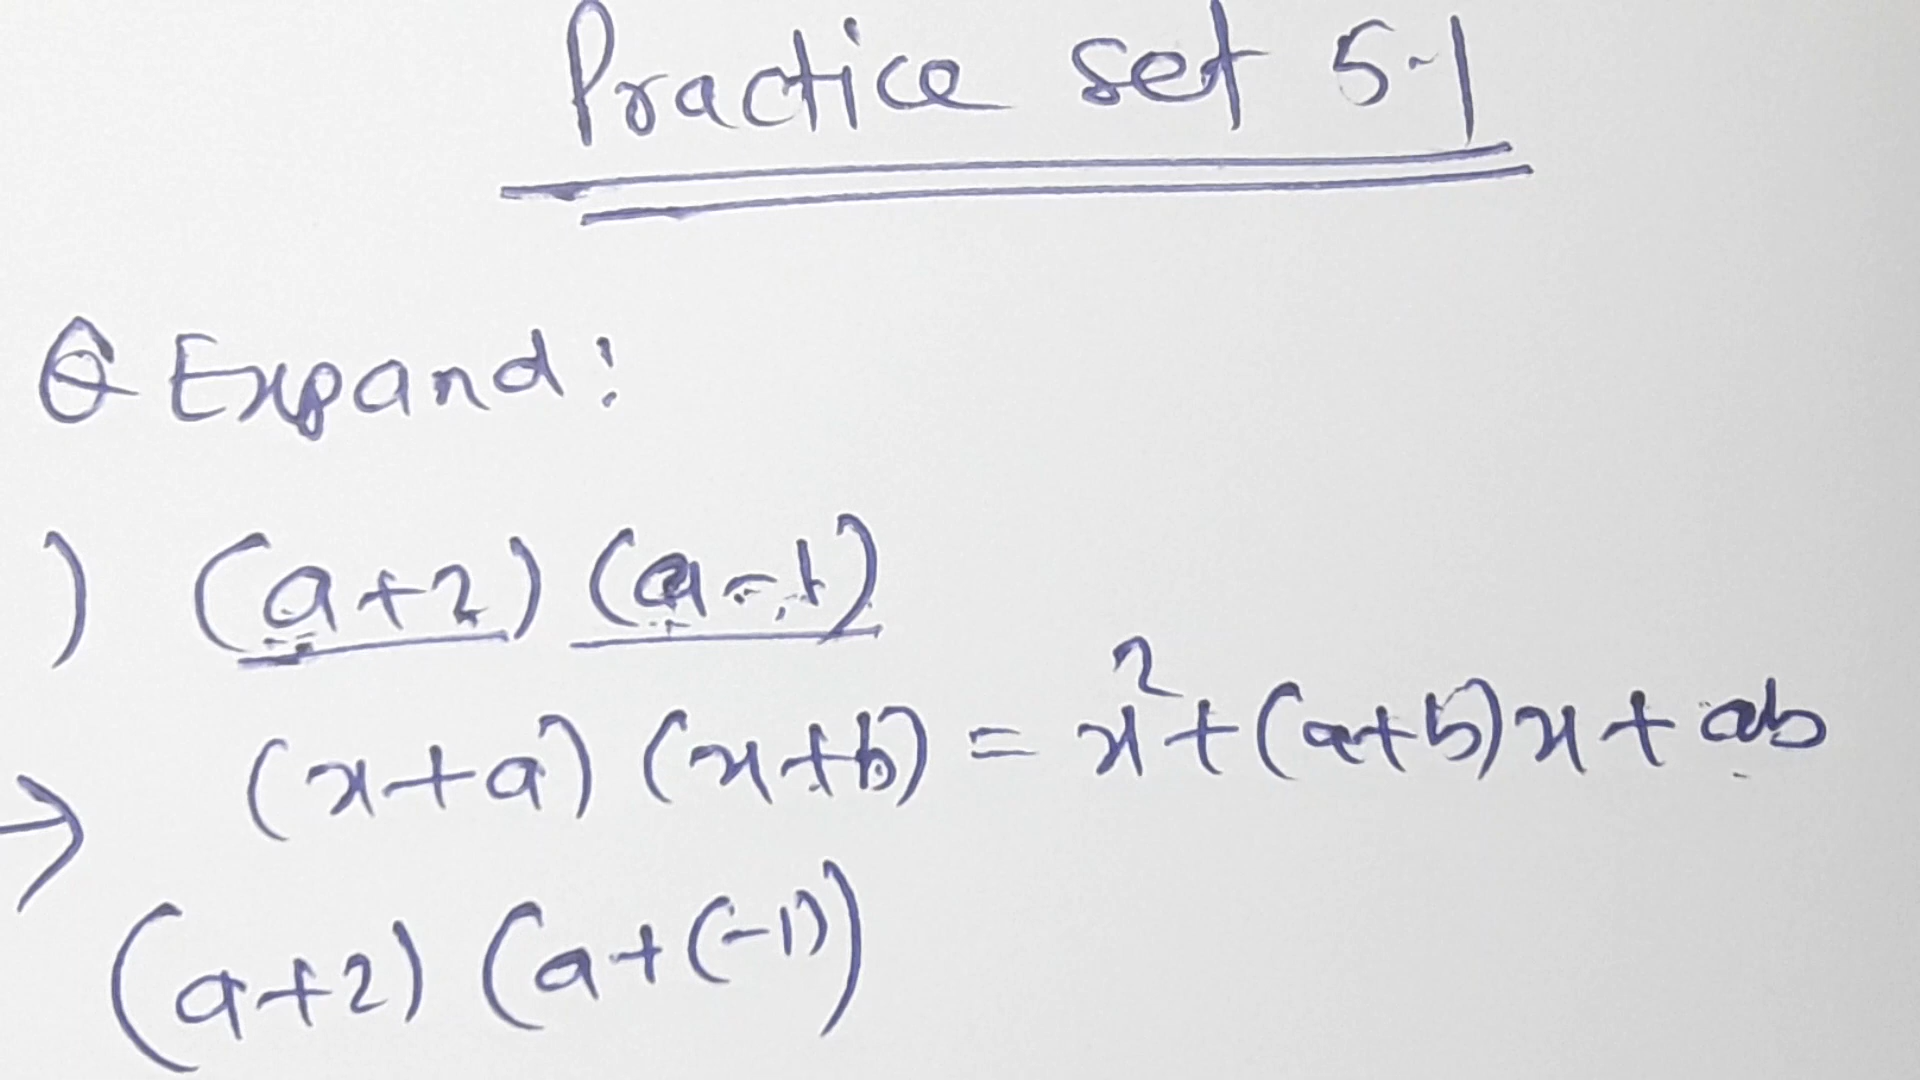 Practice set 5.1
Q Expand:
) (a+2) (a-1)
(x+a) (x+b) = x²+(a+b)x+ab
→
(a+2) (a+(-1))